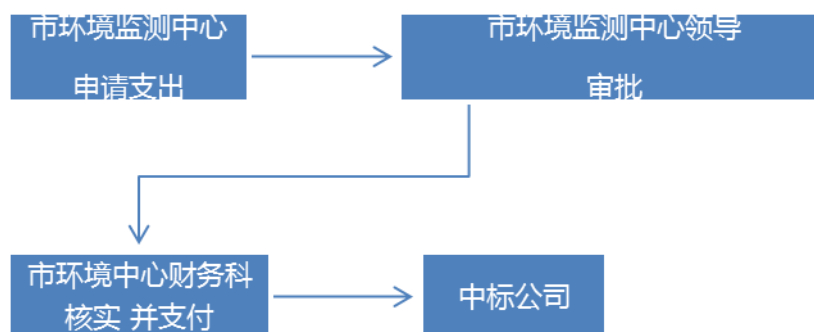 市环境监测中心
申请支出
市环境监测中心领导
审批
市环境中心财务科
核实 并支付
中标公司